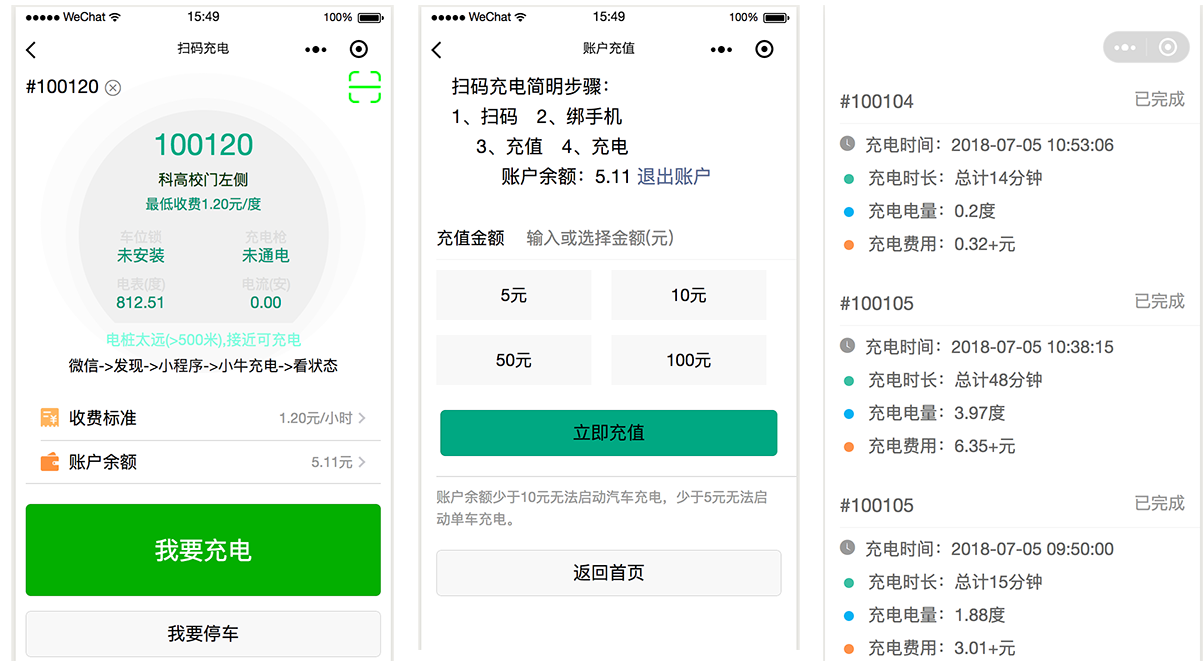 ●●●●● WeChat 15:49 100%
扫码充电
#100120
100120
科高校门左侧
最低收费1.20元/度
车位锁 充电枪
未安装 未通电
电表(度) 电流(安)
812.51 0.00
电桩太远(>500米),接近可充电
微信->发现->小程序->小牛充电->看状态
收费标准 1.20元/小时
账户余额 5.11元
我要充电
我要停车
●●●●● WeChat 15:49 100%
账户充值
扫码充电简明步骤：
1、扫码 2、绑手机
3、充值 4、充电
账户余额：5.11 退出账户
充值金额 输入或选择金额(元)
5元 10元
50元 100元
立即充值
账户余额少于10元无法启动汽车充电，少于5元无法启
动单车充电。
返回首页
#100104 已完成
充电时间：2018-07-05 10:53:06
充电时长：总计14分钟
充电电量：0.2度
充电费用：0.32+元
#100105 已完成
充电时间：2018-07-05 10:38:15
充电时长：总计48分钟
充电电量：3.97度
充电费用：6.35+元
#100105 已完成
充电时间：2018-07-05 09:50:00
充电时长：总计15分钟
充电电量：1.88度
充电费用：3.01+元